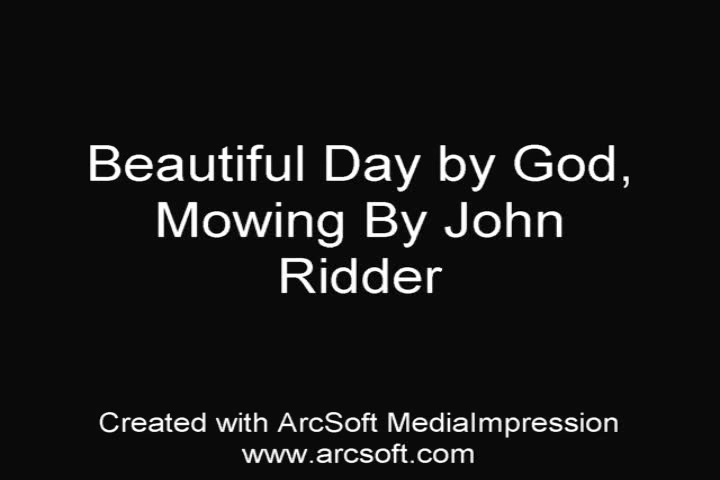 Beautiful Day by God,
Mowing By John
Ridder
Created with ArcSoft MediaImpression
www.arcsoft.com